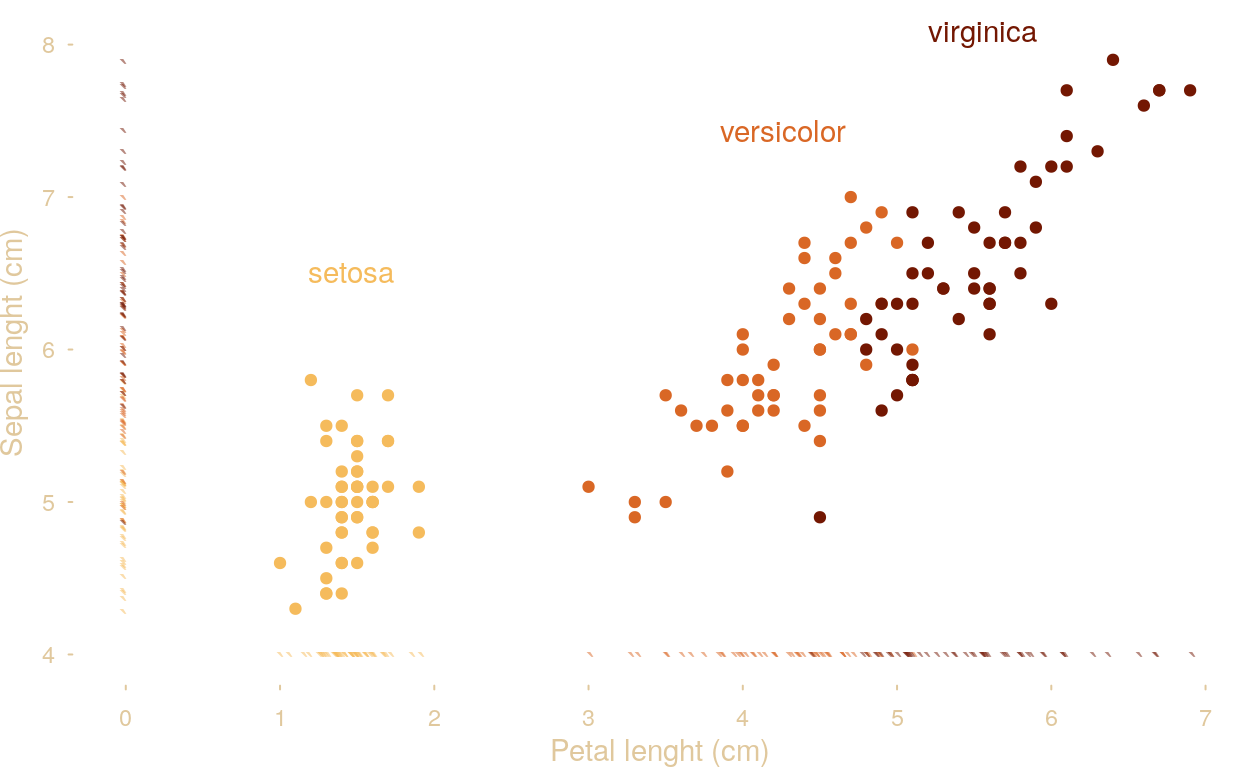 virginica
8
versicolor
7
setosa
Sepal lenght (cm)
6
5
4
0 1 2 3 4 5 6 7
Petal lenght (cm)